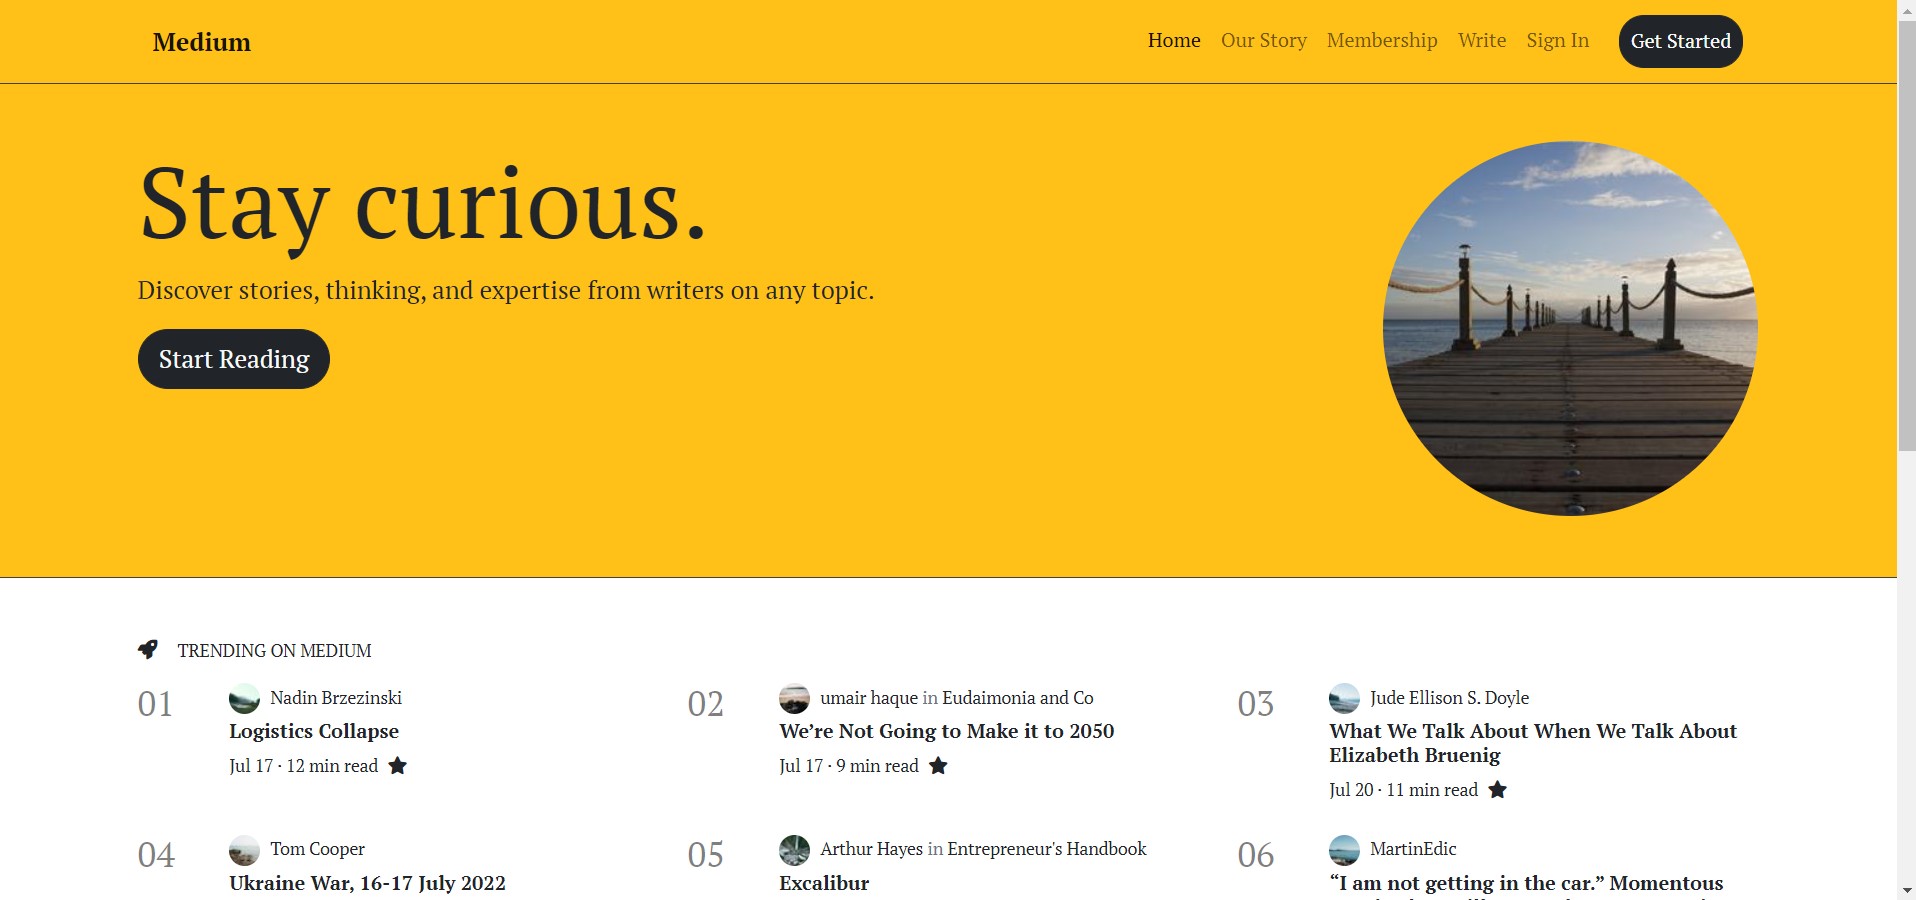 Medium
Home Our Story Membership Write Sign In Get Started
Stay curious.
Discover stories, thinking, and expertise from writers on any topic.
Start Reading
TRENDING ON MEDIUM
01
Nadin Brzezinski
Logistics Collapse
Jul 17 · 12 min read
02
umair haque in Eudaimonia and Co
We’re Not Going to Make it to 2050
Jul 17 · 9 min read
03
Jude Ellison S. Doyle
What We Talk About When We Talk About
Elizabeth Bruenig
Jul 20 · 11 min read
04
Tom Cooper
Ukraine War, 16-17 July 2022
05
Arthur Hayes in Entrepreneur's Handbook
Excalibur
06
MartinEdic
“I am not getting in the car.” Momentous